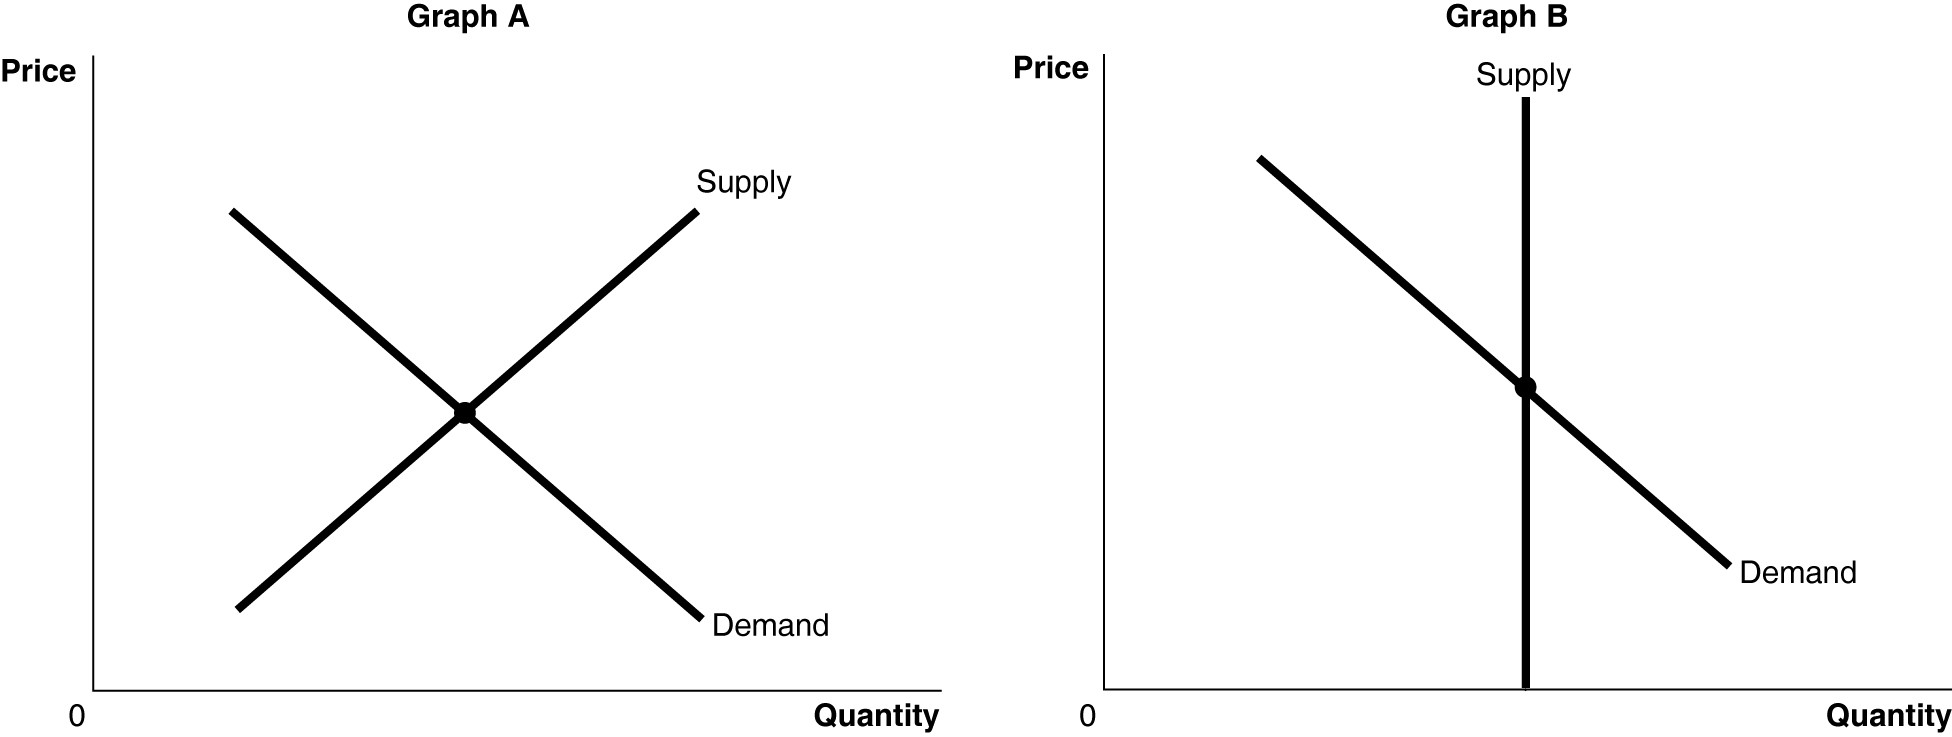 Graph A
Price
Supply
Demand
0
Quantity
Graph B
Price
Supply
Demand
0
Quantity